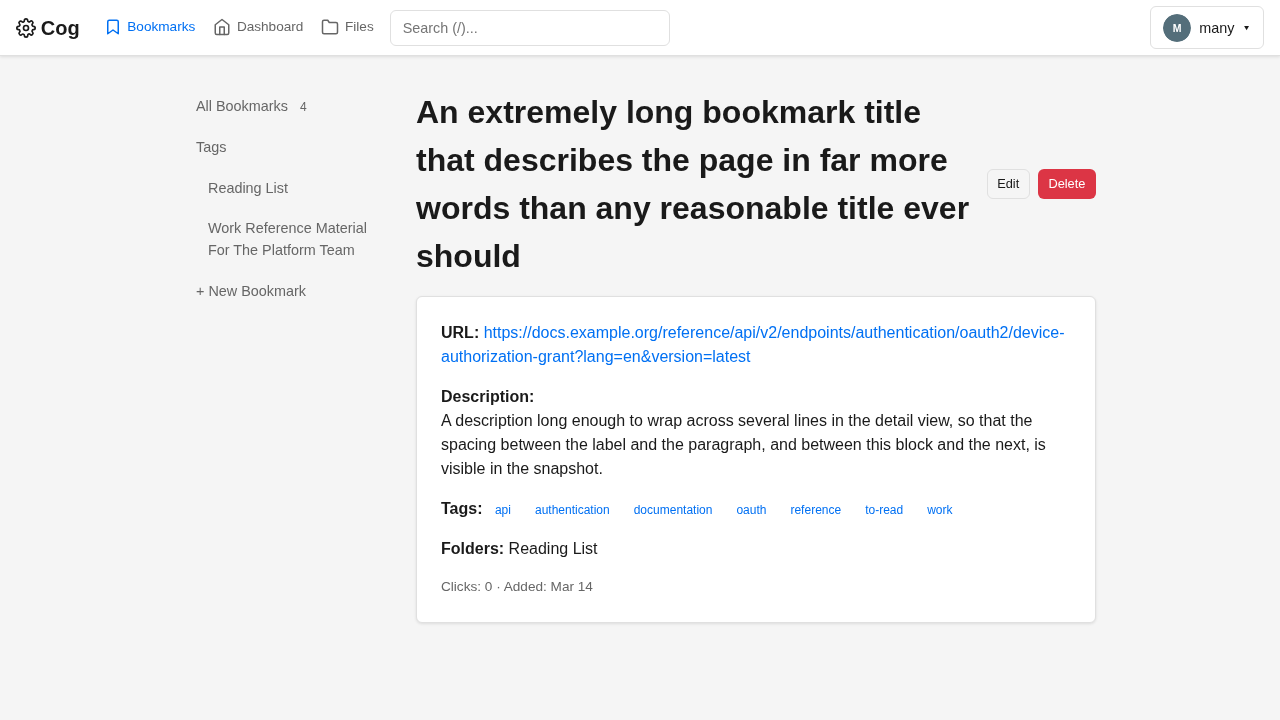 Cog
Bookmarks
Dashboard
Files
Search (/)...
M
many
All Bookmarks 4
Tags
Reading List
Work Reference Material
For The Platform Team
+ New Bookmark
An extremely long bookmark title
that describes the page in far more
words than any reasonable title ever
should
Edit
Delete
URL: https://docs.example.org/reference/api/v2/endpoints/authentication/oauth2/device-
authorization-grant?lang=en&version=latest
Description:
A description long enough to wrap across several lines in the detail view, so that the
spacing between the label and the paragraph, and between this block and the next, is
visible in the snapshot.
Tags: api authentication documentation oauth reference to-read work
Folders: Reading List
Clicks: 0 · Added: Mar 14